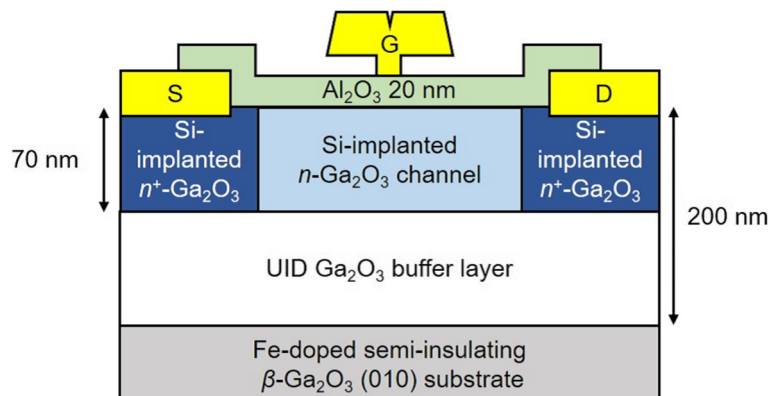 G
S
Al₂O₃ 20 nm
D
70 nm
Si-
implanted
n⁺-Ga₂O₃
Si-implanted
n-Ga₂O₃ channel
Si-
implanted
n⁺-Ga₂O₃
200 nm
UID Ga₂O₃ buffer layer
Fe-doped semi-insulating
β-Ga₂O₃ (010) substrate